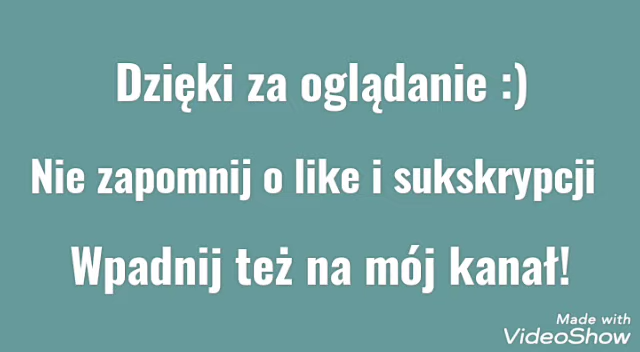 Dzięki za oglądanie :)
Nie zapomnij o like i sukskrypcji
Wpadnij też na mój kanał!
Made with
VideoShow